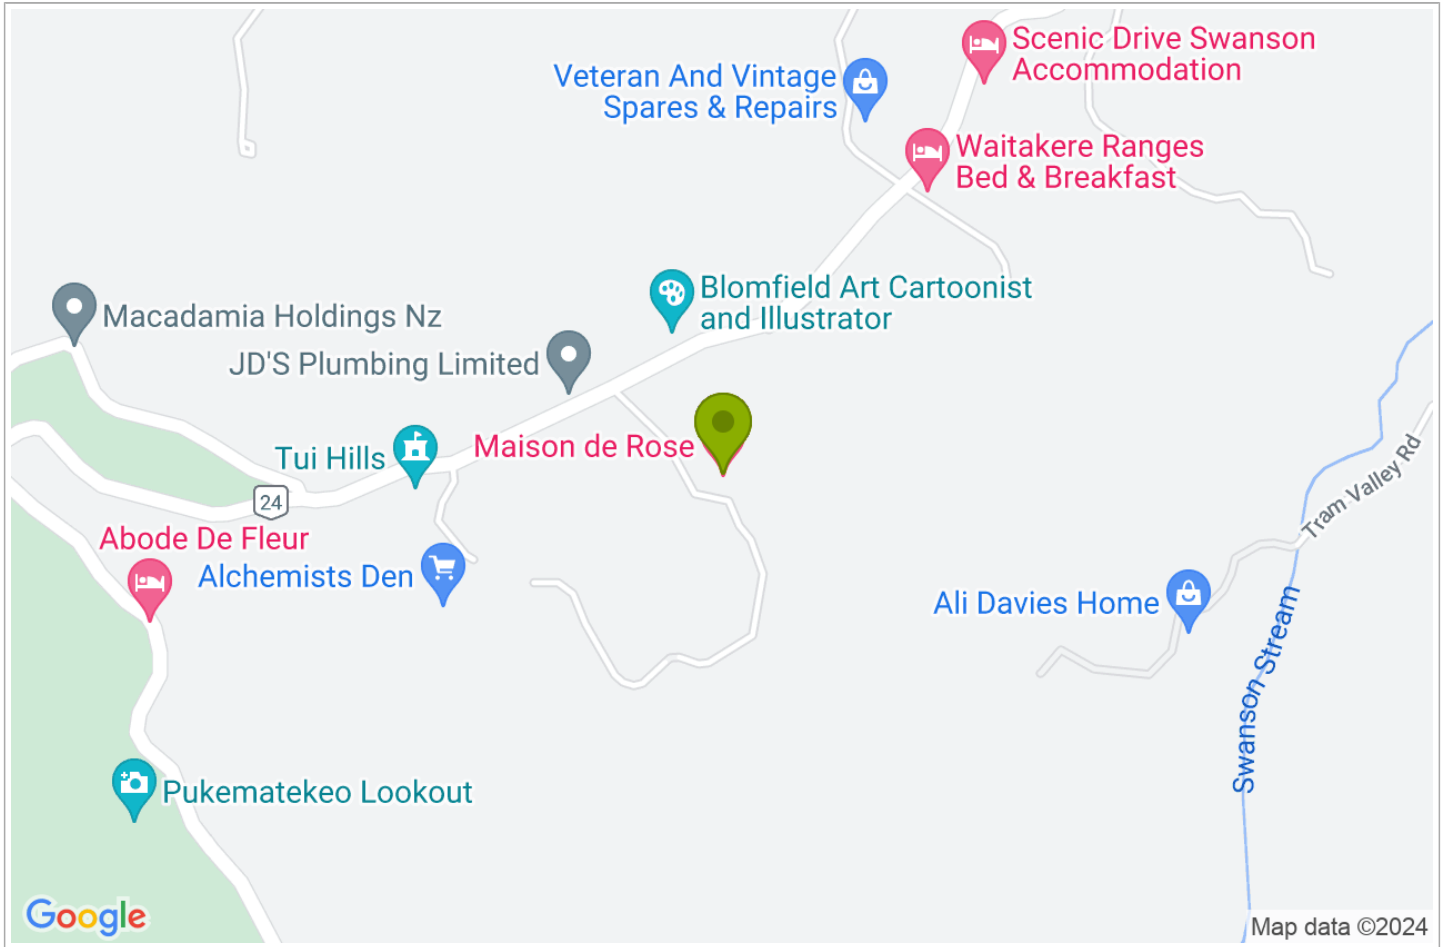 Scenic Drive Swanson
Accommodation
Veteran And Vintage
Spares & Repairs
Waitakere Ranges
Bed & Breakfast
Blomfield Art Cartoonist
and Illustrator
Macadamia Holdings Nz
JD'S Plumbing Limited
Maison de Rose
Tui Hills
24
Tram Valley Rd
Abode De Fleur
Alchemists Den
Ali Davies Home
Swanson Stream
Pukematekeo Lookout
Google
Map data ©2024